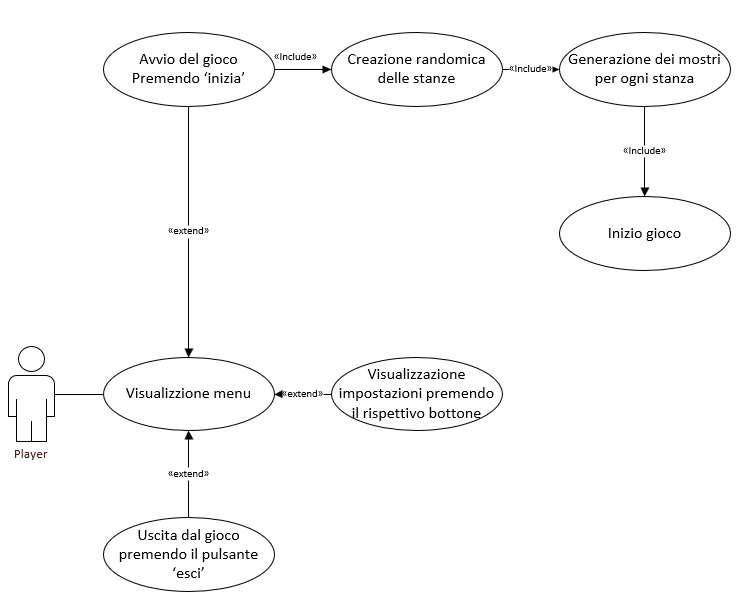 Avvio del gioco
Premendo ‘inizia’
«Include»
Creazione randomica
delle stanze
«Include»
Generazione dei mostri
per ogni stanza
«Include»
Inizio gioco
«extend»
Player
Visualizzione menu
«extend»
Visualizzazione
impostazioni premendo
il rispettivo bottone
«extend»
Uscita dal gioco
premendo il pulsante
‘esci’